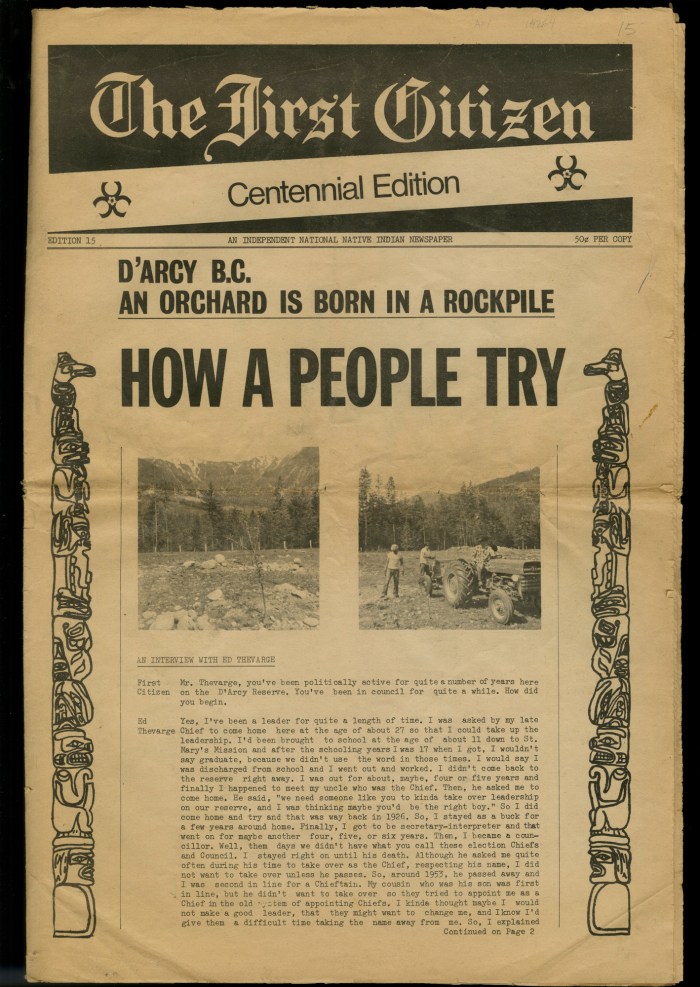 The First Citizen
Centennial Edition
EDITION 15
AN INDEPENDENT NATIONAL NATIVE INDIAN NEWSPAPER
50¢ PER COPY
D'ARCY B.C.
AN ORCHARD IS BORN IN A ROCKPILE
HOW A PEOPLE TRY
AN INTERVIEW WITH ED THEVARGE
First Mr. Thevarge, you've been politically active for quite a number of years here
Citizen on the D'Arcy Reserve. You've been in council for quite a while. How did
you begin.
Ed Yes, I've been a leader for quite a length of time. I was asked by my late
Thevarge Chief to come home here at the age of about 27 so that I could take up the
leadership. I'd been brought to school at the age of about 11 down to St.
Mary's Mission and after the schooling years I was 17 when I got, I wouldn't
say graduate, because we didn't use the word in those times. I would say I
was discharged from school and I went out and worked. I didn't come back to
the reserve right away. I was out for about, maybe, four or five years and
finally I happened to meet my uncle who was the Chief. Then, he asked me to
come home. He said, "we need someone like you to kinda take over leadership
on our reserve, and I was thinking maybe you'd be the right boy." So I did
come home and try and that was way back in 1926. So, I stayed as a buck for
a few years around home. Finally, I got to be secretary-interpreter and that
went on for maybe another four, five, or six years. Then, I became a coun-
cillor. Well, them days we didn't have what you call these election Chiefs
and Council. I stayed right on until his death. Although he asked me quite
often during his time to take over as the Chief, respecting his name, I did
not want to take over unless he passes. So, around 1953, he passed away and
I was second in line for a Chieftain. My cousin who was his son was first
in line, but he didn't want to take over so they tried to appoint me as a
Chief in the old system of appointing Chiefs. I kinda thought maybe I would
not make a good leader, that they might want to change me, and I know I'd
give them a difficult time taking the name away from me. So, I explained
Continued on Page 2
15